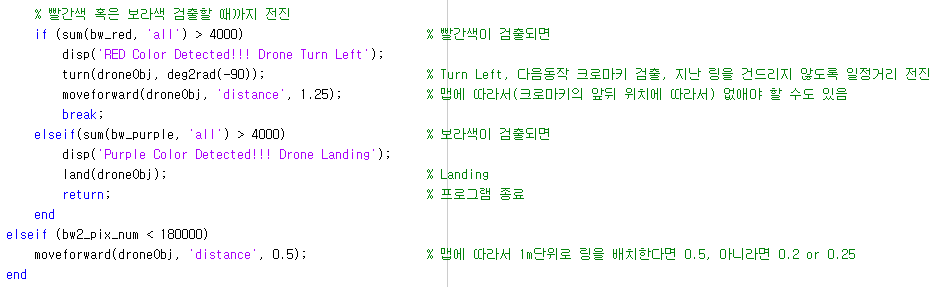 % 빨간색 혹은 보라색 검출할 때까지 전진
if (sum(bw_red, 'all') > 4000) % 빨간색이 검출되면
disp('RED Color Detected!!! Drone Turn Left');
turn(droneObj, deg2rad(-90)); % Turn Left, 다음동작 크로마키 검출, 지난 링을 건드리지 않도록 일정거리 전진
moveforward(droneObj, 'distance', 1.25); % 맵에 따라서(크로마키의 앞뒤 위치에 따라서) 없애야 할 수도 있음
break;
elseif(sum(bw_purple, 'all') > 4000) % 보라색이 검출되면
disp('Purple Color Detected!!! Drone Landing');
land(droneObj); % Landing
return; % 프로그램 종료
end
elseif (bw2_pix_num < 180000)
moveforward(droneObj, 'distance', 0.5); % 맵에 따라서 1m단위로 링을 배치한다면 0.5, 아니라면 0.2 or 0.25
end